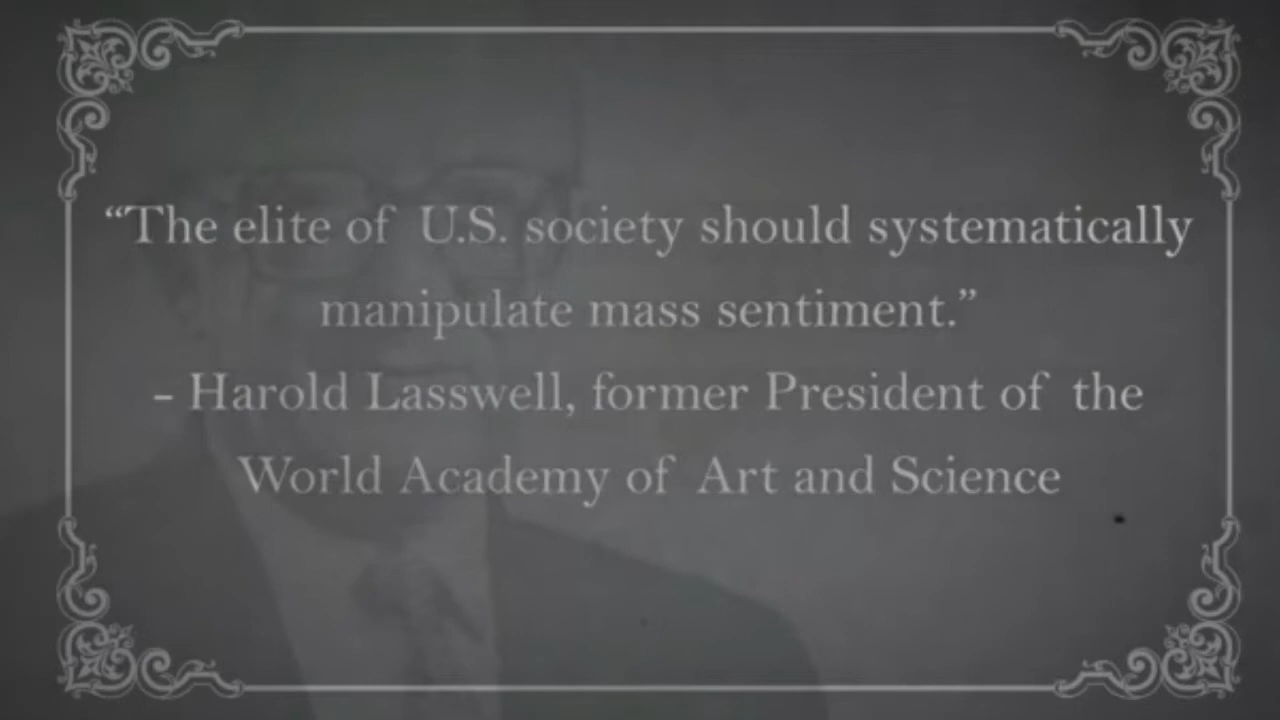 “The elite of U.S. society should systematically
manipulate mass sentiment.”
– Harold Lasswell, former President of the
World Academy of Art and Science